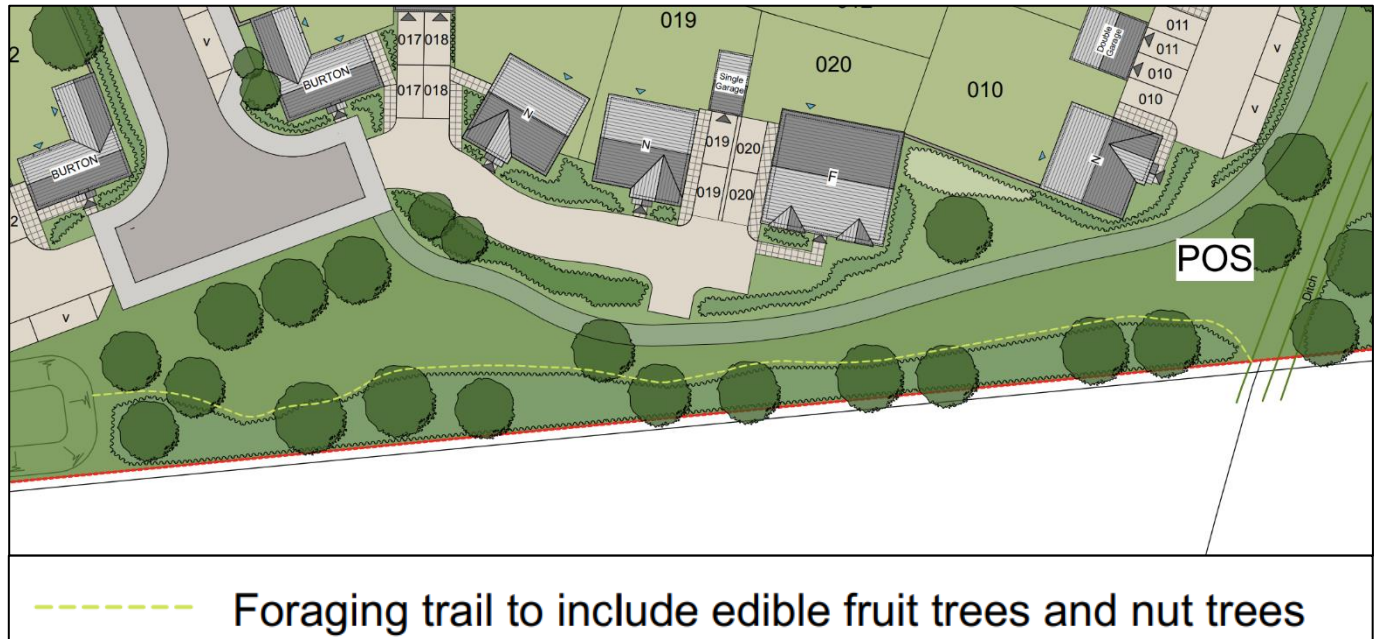 019
012
011
Double
Garage
011
010
010
v
v
v
2
BURTON
BURTON
017 018
017 018
N
Single
Garage
020
010
N
019 020
019 020
F
N
2
POS
Ditch
v
Foraging trail to include edible fruit trees and nut trees